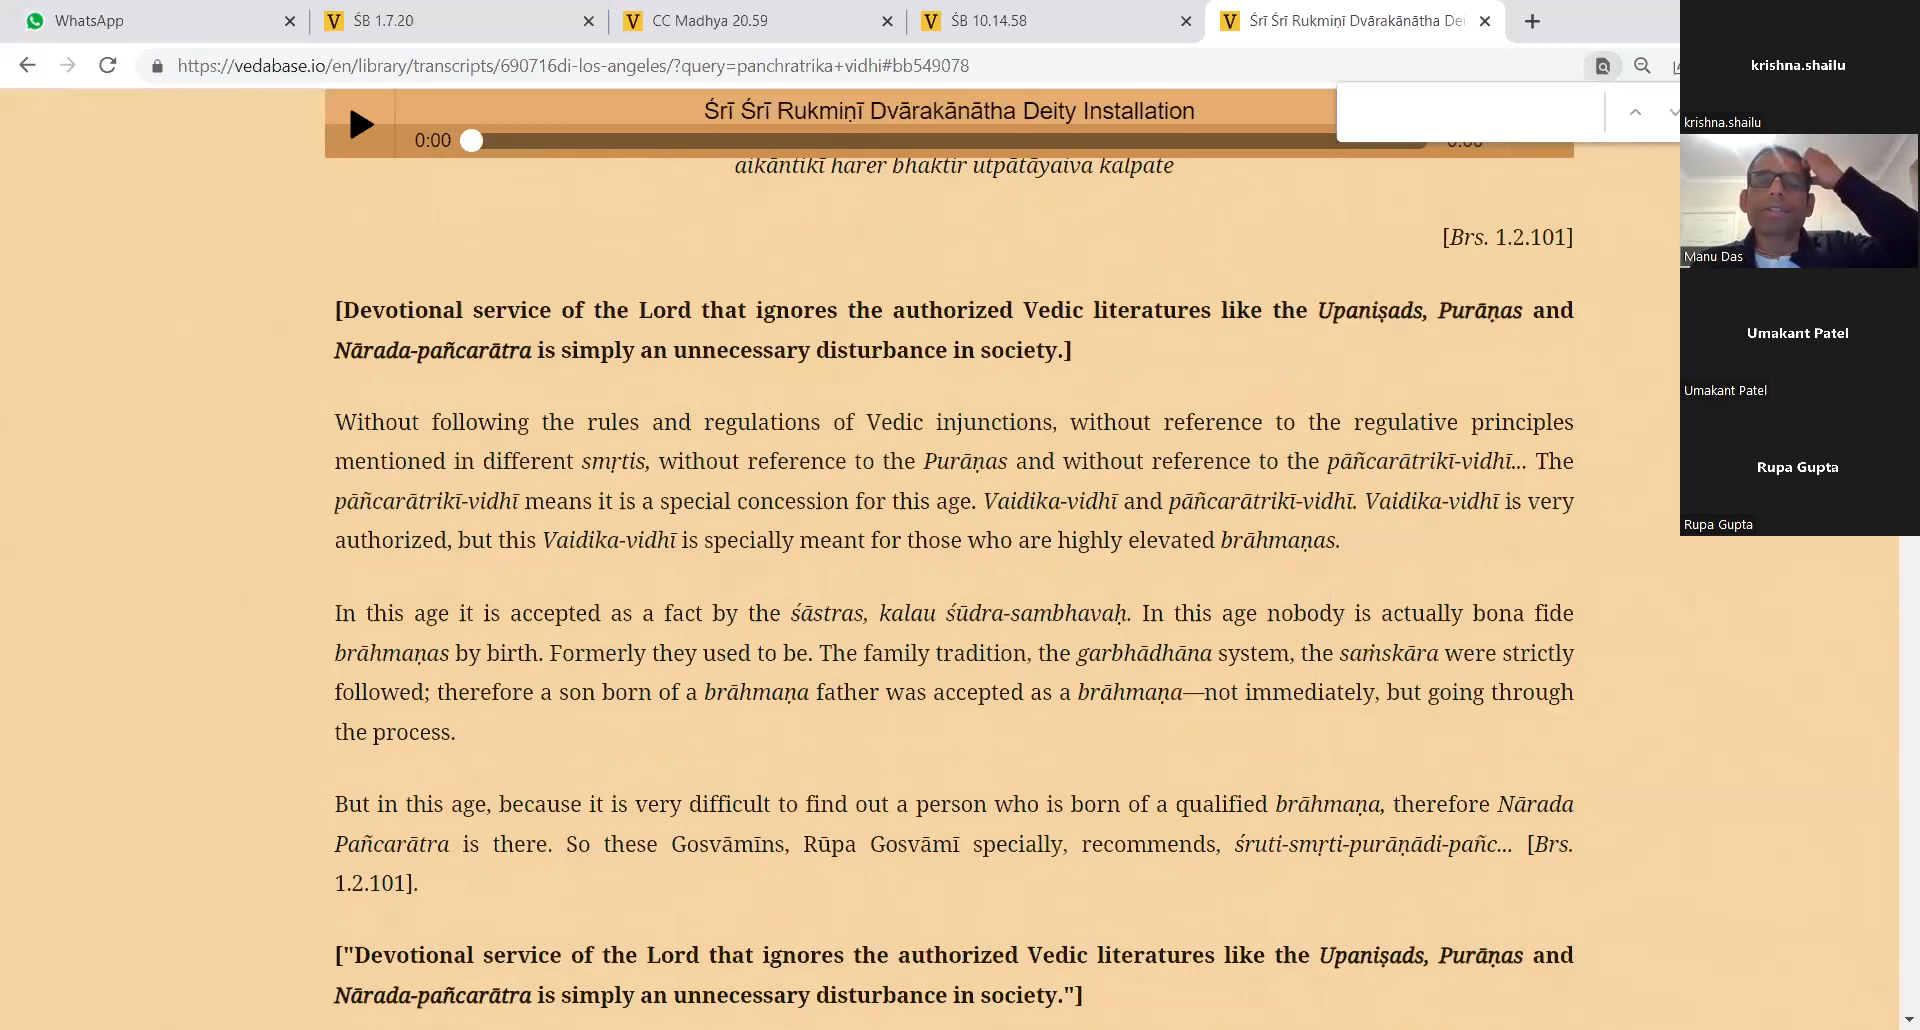 WhatsApp
ŚB 1.7.20
CC Madhya 20.59
ŚB 10.14.58
Śrī Śrī Rukmiṇī Dvārakānātha Dei
https://vedabase.io/en/library/transcripts/690716di-los-angeles/?query=panchratrika+vidhi#bb549078
Śrī Śrī Rukmiṇī Dvārakānātha Deity Installation
0:00
0:00
aikāntikī harer bhaktir utpātāyaiva kalpate
[Brs. 1.2.101]
[Devotional service of the Lord that ignores the authorized Vedic literatures like the Upaniṣads, Purāṇas and
Nārada-pañcarātra is simply an unnecessary disturbance in society.]
Without following the rules and regulations of Vedic injunctions, without reference to the regulative principles
mentioned in different smṛtis, without reference to the Purāṇas and without reference to the pāñcarātrikī-vidhī... The
pāñcarātrikī-vidhī means it is a special concession for this age. Vaidika-vidhī and pāñcarātrikī-vidhī. Vaidika-vidhī is very
authorized, but this Vaidika-vidhī is specially meant for those who are highly elevated brāhmaṇas.
In this age it is accepted as a fact by the śāstras, kalau śūdra-sambhavaḥ. In this age nobody is actually bona fide
brāhmaṇas by birth. Formerly they used to be. The family tradition, the garbhādhāna system, the saṁskāra were strictly
followed; therefore a son born of a brāhmaṇa father was accepted as a brāhmaṇa—not immediately, but going through
the process.
But in this age, because it is very difficult to find out a person who is born of a qualified brāhmaṇa, therefore Nārada
Pañcarātra is there. So these Gosvāmīns, Rūpa Gosvāmī specially, recommends, śruti-smṛti-purāṇādi-pañc... [Brs.
1.2.101].
["Devotional service of the Lord that ignores the authorized Vedic literatures like the Upaniṣads, Purāṇas and
Nārada-pañcarātra is simply an unnecessary disturbance in society."]
krishna.shailu
krishna.shailu
Manu Das
Umakant Patel
Umakant Patel
Rupa Gupta
Rupa Gupta